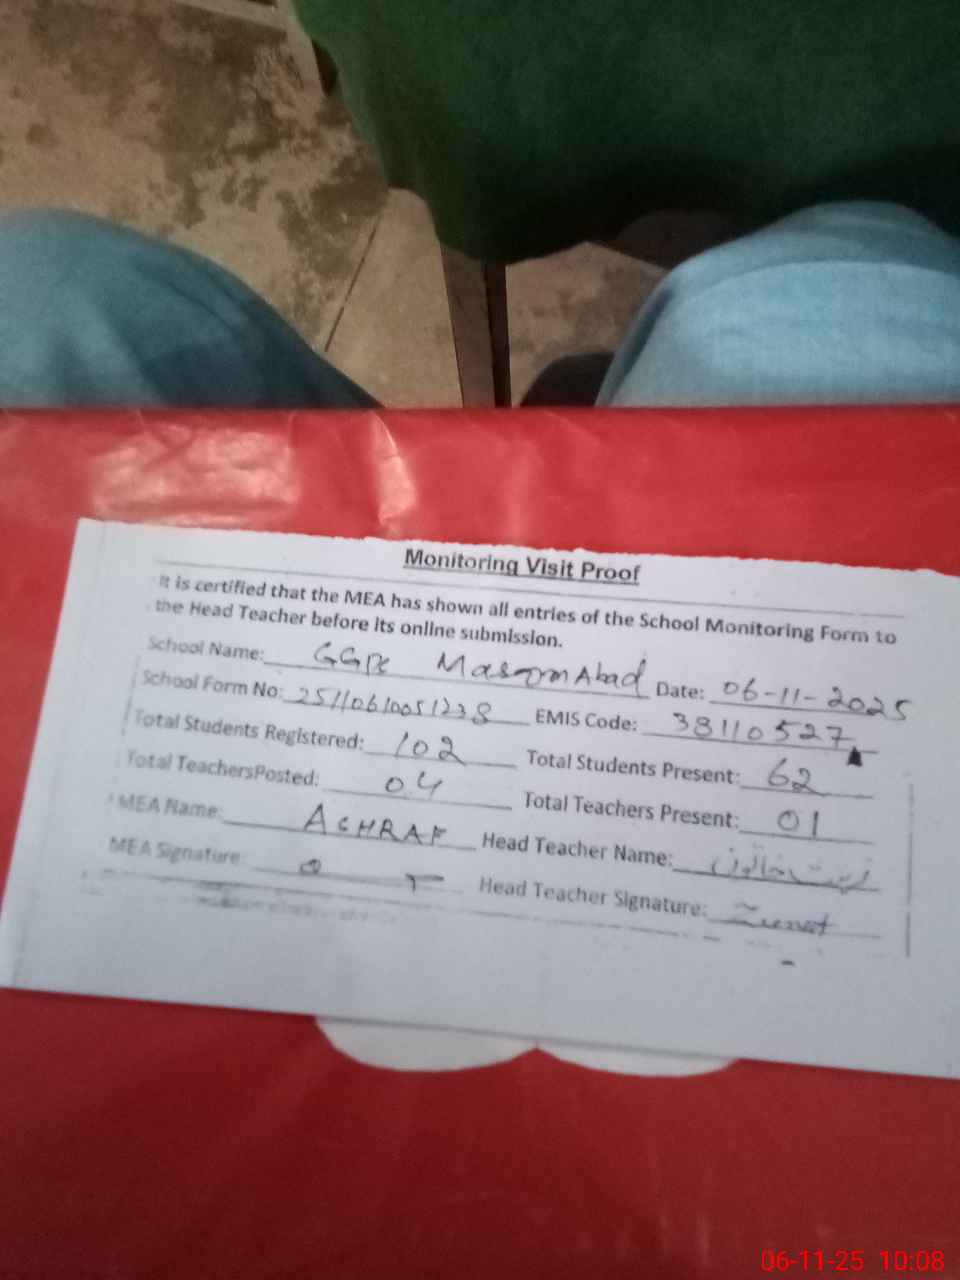 Monitoring Visit Proof
It is certified that the MEA has shown all entries of the School Monitoring Form to
the Head Teacher before its online submission.
School Name: GGPS MasoomAbad Date: 06-11-2025
School Form No: 25110610051238 EMIS Code: 38110527
Total Students Registered: 102 Total Students Present: 62
Total TeachersPosted: 04 Total Teachers Present: 01
MEA Name: ASHRAF Head Teacher Name: زینت خاتون
MEA Signature: Head Teacher Signature: Zeenat
06-11-25 10:08